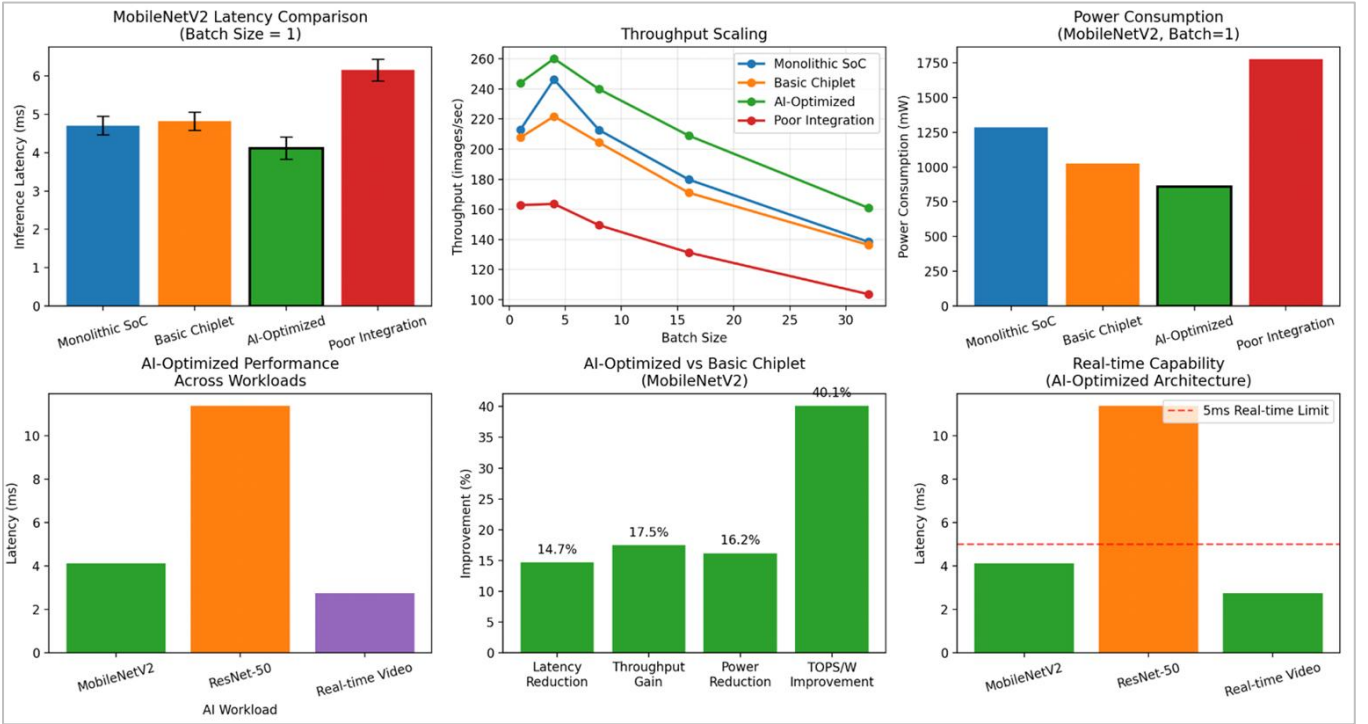 MobileNetV2 Latency Comparison
(Batch Size = 1)
Inference Latency (ms)
6
5
4
3
2
1
0
Monolithic SoC
Basic Chiplet
AI-Optimized
Poor Integration
Throughput Scaling
Throughput (images/sec)
260
240
220
200
180
160
140
120
100
Monolithic SoC
Basic Chiplet
AI-Optimized
Poor Integration
0 5 10 15 20 25 30
Batch Size
Power Consumption
(MobileNetV2, Batch=1)
Power Consumption (mW)
1750
1500
1250
1000
750
500
250
0
Monolithic SoC
Basic Chiplet
AI-Optimized
Poor Integration
AI-Optimized Performance
Across Workloads
Latency (ms)
10
8
6
4
2
0
MobileNetV2
ResNet-50
Real-time Video
AI Workload
AI-Optimized vs Basic Chiplet
(MobileNetV2)
Improvement (%)
40
35
30
25
20
15
10
5
0
14.7%
17.5%
16.2%
40.1%
Latency
Reduction
Throughput
Gain
Power
Reduction
TOPS/W
Improvement
Real-time Capability
(AI-Optimized Architecture)
Latency (ms)
10
8
6
4
2
0
5ms Real-time Limit
MobileNetV2
ResNet-50
Real-time Video